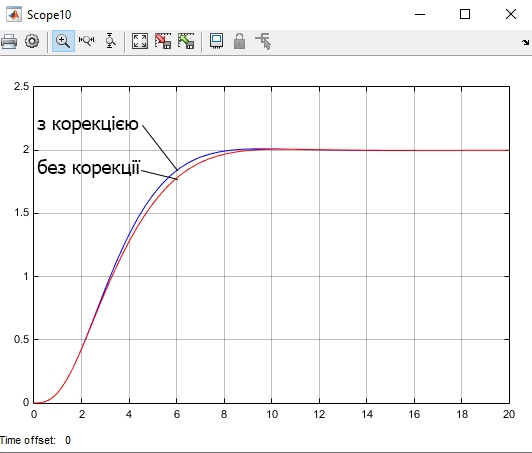 Scope10
2.5
з корекцією
2
без корекції
1.5
1
0.5
0
0 2 4 6 8 10 12 14 16 18 20
Time offset: 0